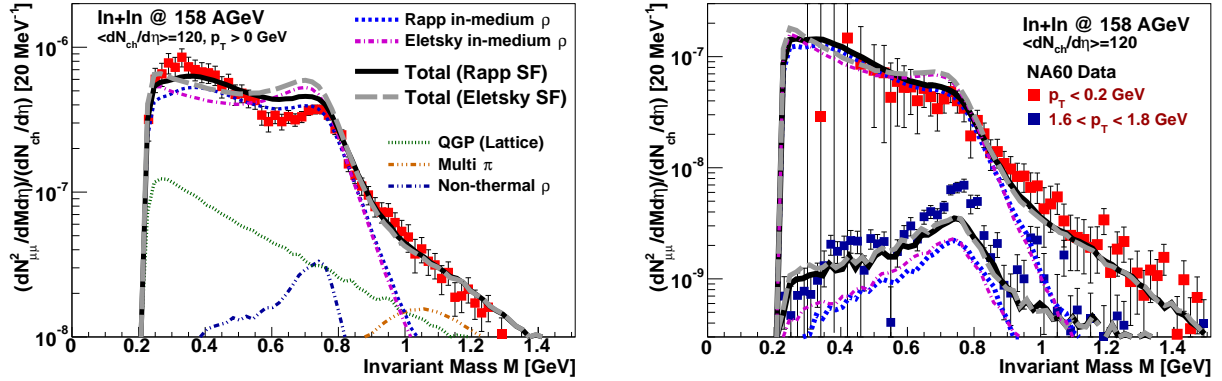 In+In @ 158 AGeV
<dN_ch/dη>=120, p_T > 0 GeV
Rapp in-medium ρ
Eletsky in-medium ρ
Total (Rapp SF)
Total (Eletsky SF)
QGP (Lattice)
Multi π
Non-thermal ρ
(dN²_μμ/dMdη)/(dN_ch/dη) [20 MeV⁻¹]
10⁻⁶
10⁻⁷
10⁻⁸
0 0.2 0.4 0.6 0.8 1 1.2 1.4
Invariant Mass M [GeV]
In+In @ 158 AGeV
<dN_ch/dη>=120
NA60 Data
p_T < 0.2 GeV
1.6 < p_T < 1.8 GeV
(dN²_μμ/dMdη)/(dN_ch/dη) [20 MeV⁻¹]
10⁻⁷
10⁻⁸
10⁻⁹
0 0.2 0.4 0.6 0.8 1 1.2 1.4
Invariant Mass M [GeV]